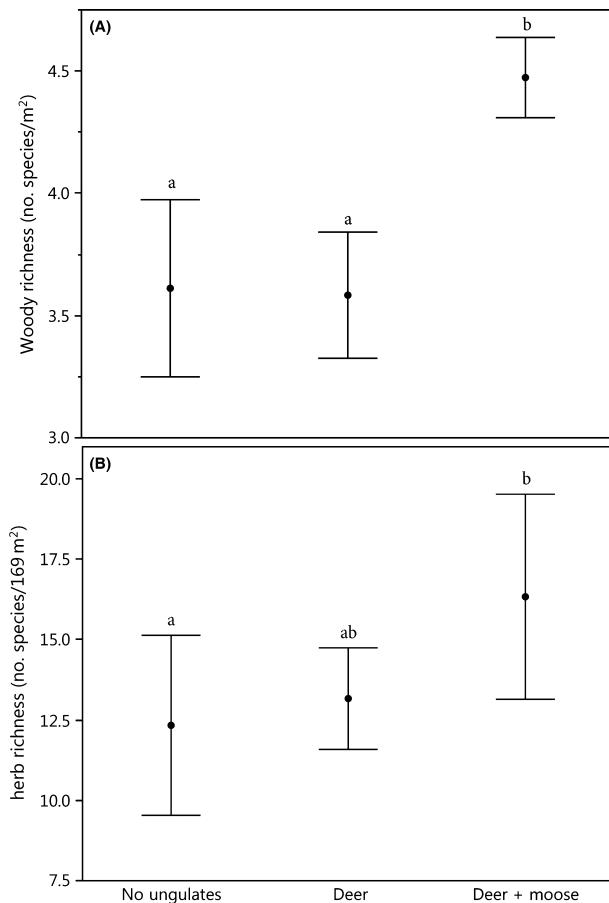 (A)
b
4.5
a
a
4.0
3.5
3.0
Woody richness (no. species/m²)
(B)
20.0
b
17.5
a
ab
15.0
12.5
10.0
7.5
herb richness (no. species/169 m²)
No ungulates Deer Deer + moose